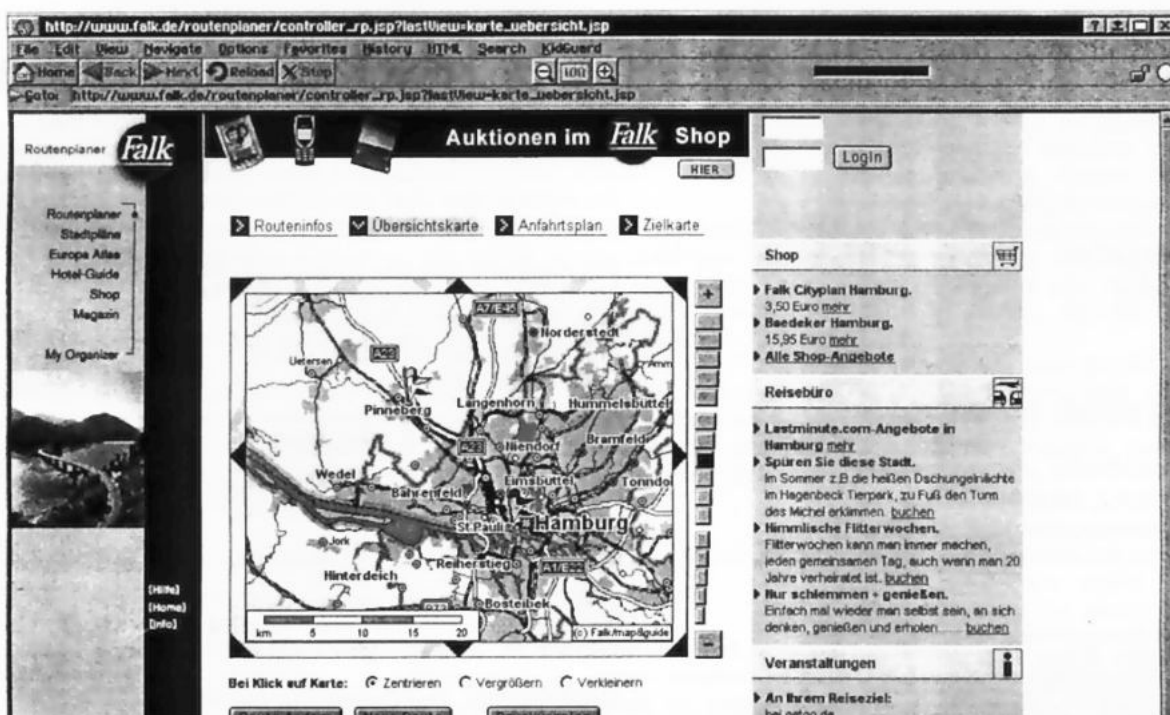 http://www.falk.de/routenplaner/controller_rp.jsp?lastView=karte_uebersicht.jsp
File Edit View Navigate Options Favorites History HTML Search KidGuard
Home Back Next Reload Stop 100
Gator http://www.falk.de/routenplaner/controller_rp.jsp?lastView=karte_uebersicht.jsp
Routenplaner Falk
Auktionen im Falk Shop
HIER
Login
Routenplaner
Stadtpläne
Europa Atlas
Hotel-Guide
Shop
Magazin
My Organizer
[Hilfe]
[Home]
[Info]
Routeninfos Übersichtskarte Anfahrtsplan Zielkarte
A7/E45
Norderstedt
Uetersen
A23
Pinneberg
Langenhorn
Hummelsbüttel
A23
Niendorf
Bramfeld
Wedel
Eimsbüttel
Tonndo
Bahrenfeld
St.Pauli
Hamburg
Jork
Reiherstieg
Hinterdeich
A1/E22
Bostelbek
km 5 10 15 20
(c) Falk/map&guide
Bei Klick auf Karte: Zentrieren Vergrößern Verkleinern
Shop
Falk Cityplan Hamburg.
3,50 Euro mehr
Baedeker Hamburg.
15,95 Euro mehr
Alle Shop-Angebote
Reisebüro
Lastminute.com-Angebote in
Hamburg mehr
Spüren Sie diese Stadt.
Im Sommer z.B die heißen Dschungelnächte
im Hagenbeck Tierpark, zu Fuß den Turm
des Michel erklimmen. buchen
Himmlische Flitterwochen.
Flitterwochen kann man immer machen,
jeden gemeinsamen Tag, auch wenn man 20
Jahre verheiratet ist. buchen
Nur schlemmen + genießen.
Einfach mal wieder man selbst sein, an sich
denken, genießen und erholen....... buchen
Veranstaltungen
An Ihrem Reiseziel: